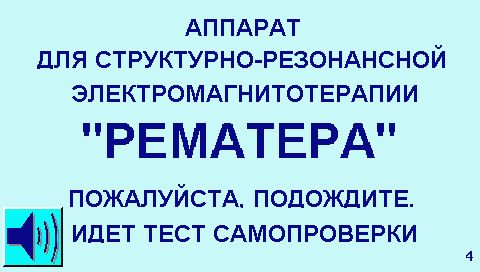 АППАРАТ
ДЛЯ СТРУКТУРНО-РЕЗОНАНСНОЙ
ЭЛЕКТРОМАГНИТОТЕРАПИИ
"РЕМАТЕРА"
ПОЖАЛУЙСТА, ПОДОЖДИТЕ.
ИДЕТ ТЕСТ САМОПРОВЕРКИ
4